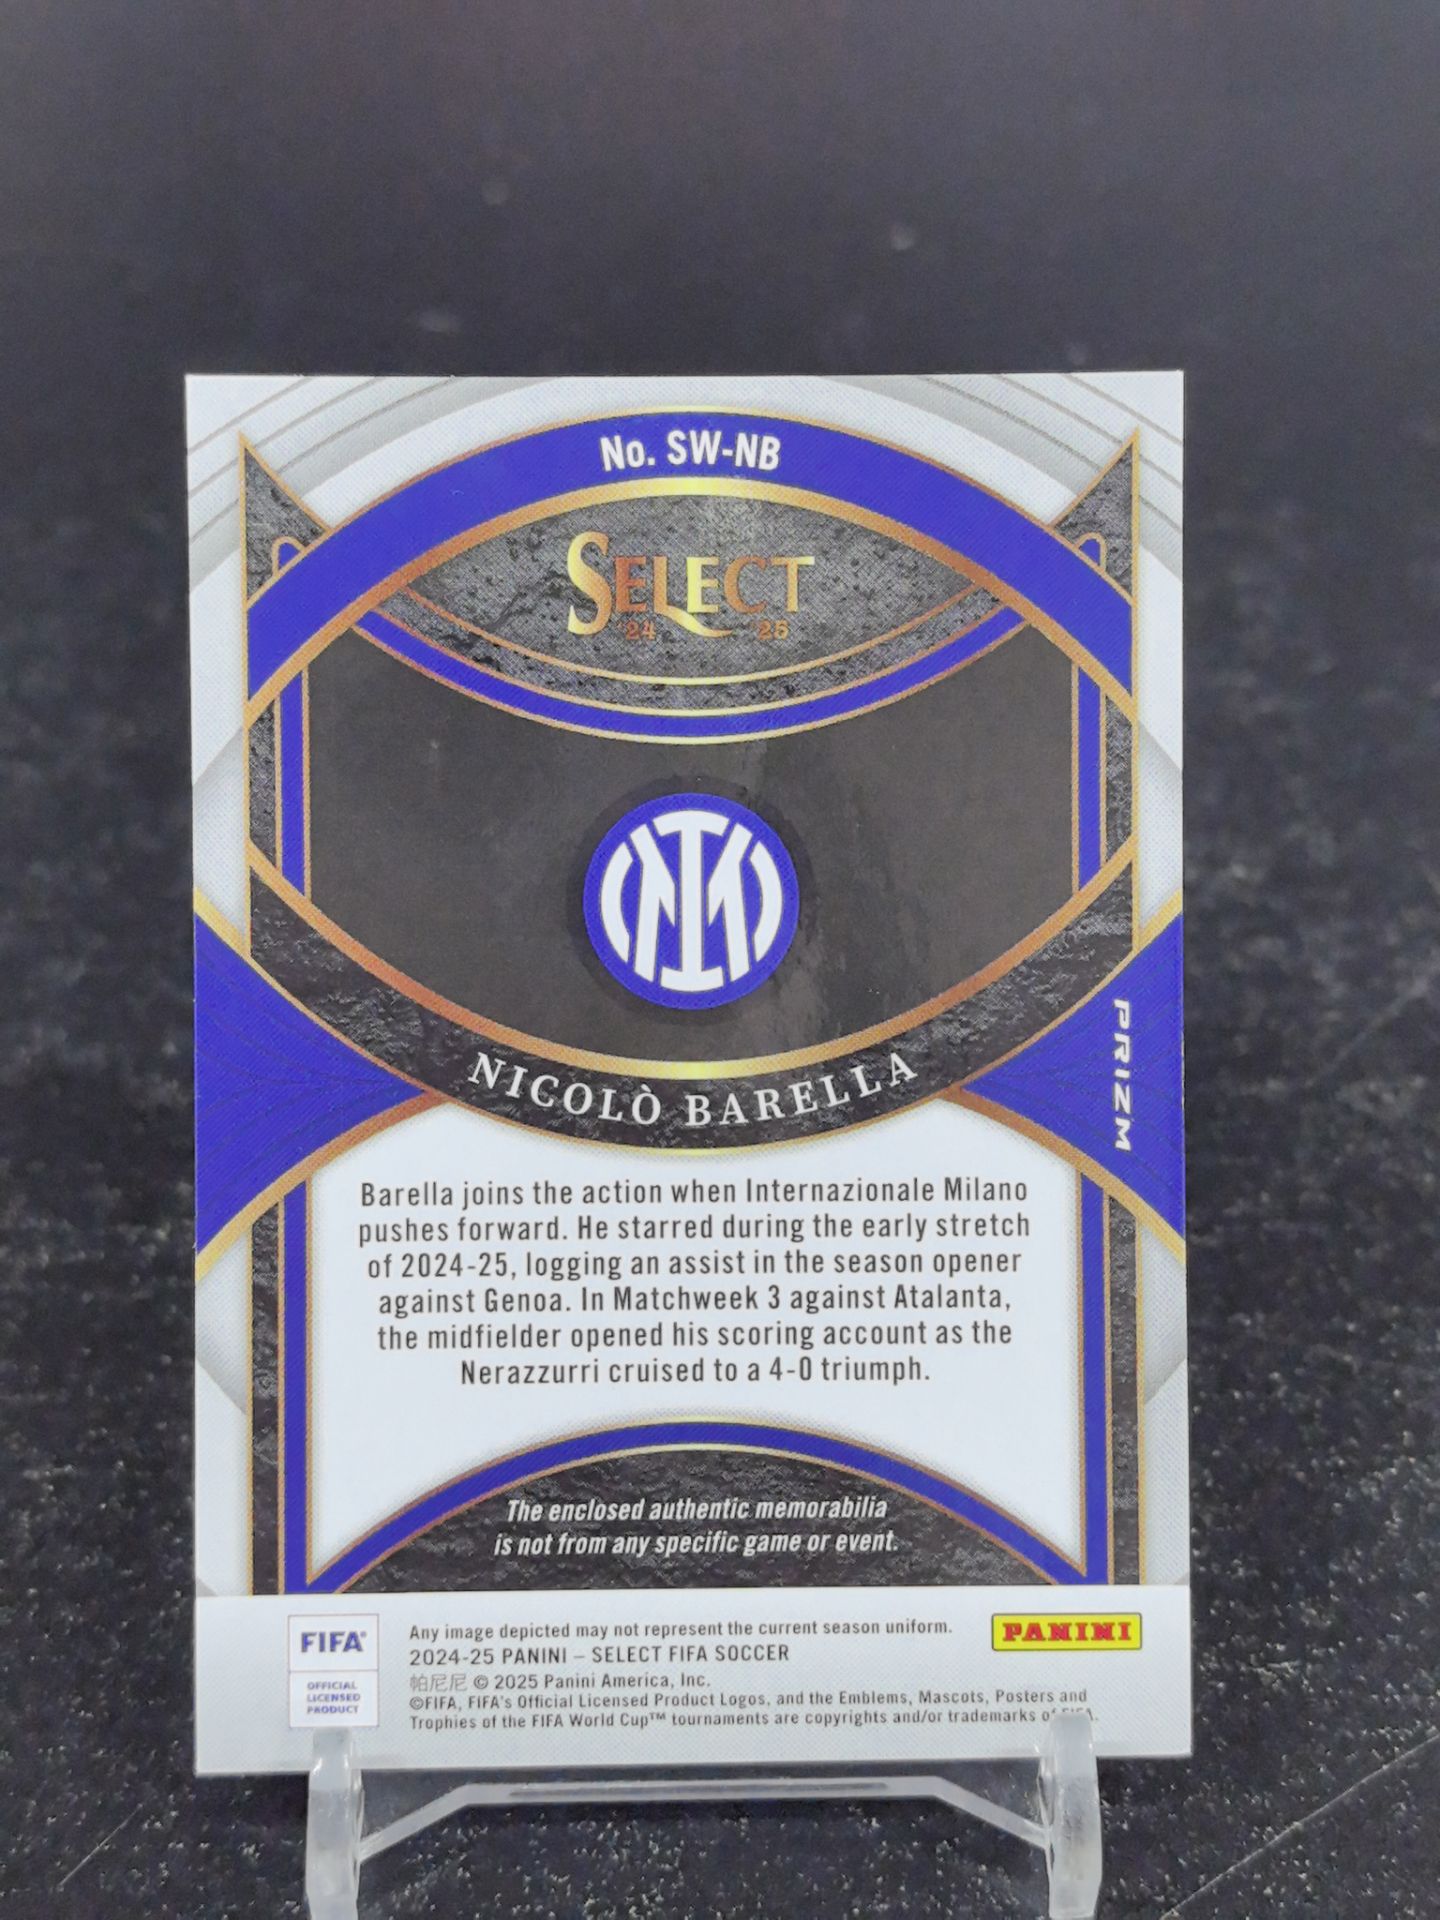 No. SW-NB
SELECT
'24 '25
NICOLÒ BARELLA
PRIZM
Barella joins the action when Internazionale Milano
pushes forward. He starred during the early stretch
of 2024-25, logging an assist in the season opener
against Genoa. In Matchweek 3 against Atalanta,
the midfielder opened his scoring account as the
Nerazzurri cruised to a 4-0 triumph.
The enclosed authentic memorabilia
is not from any specific game or event.
FIFA®
OFFICIAL
LICENSED
PRODUCT
Any image depicted may not represent the current season uniform.
2024-25 PANINI – SELECT FIFA SOCCER
帕尼尼 © 2025 Panini America, Inc.
©FIFA, FIFA's Official Licensed Product Logos, and the Emblems, Mascots, Posters and
Trophies of the FIFA World Cup™ tournaments are copyrights and/or trademarks of FIFA.
PANINI